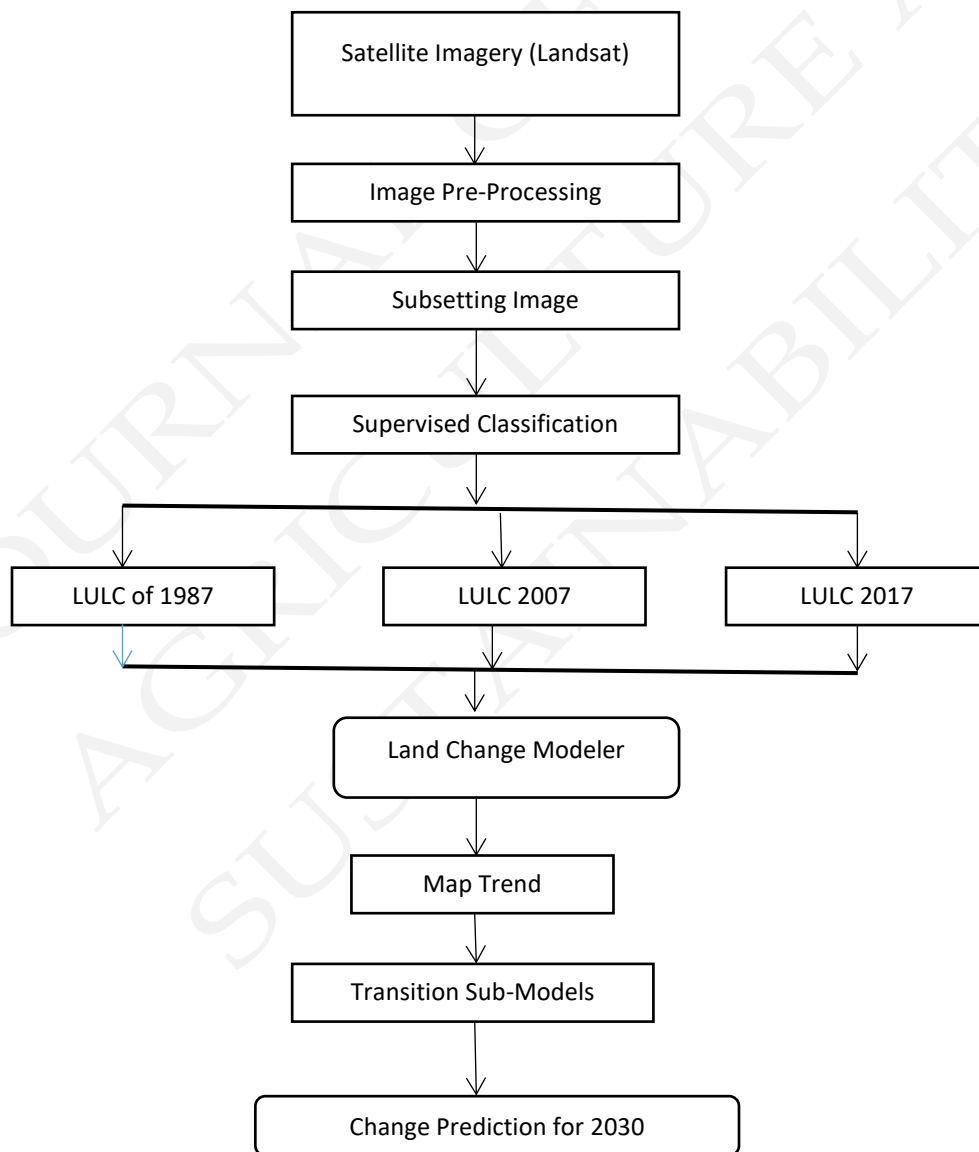 Satellite Imagery (Landsat)
Image Pre-Processing
Subsetting Image
Supervised Classification
LULC of 1987
LULC 2007
LULC 2017
Land Change Modeler
Map Trend
Transition Sub-Models
Change Prediction for 2030